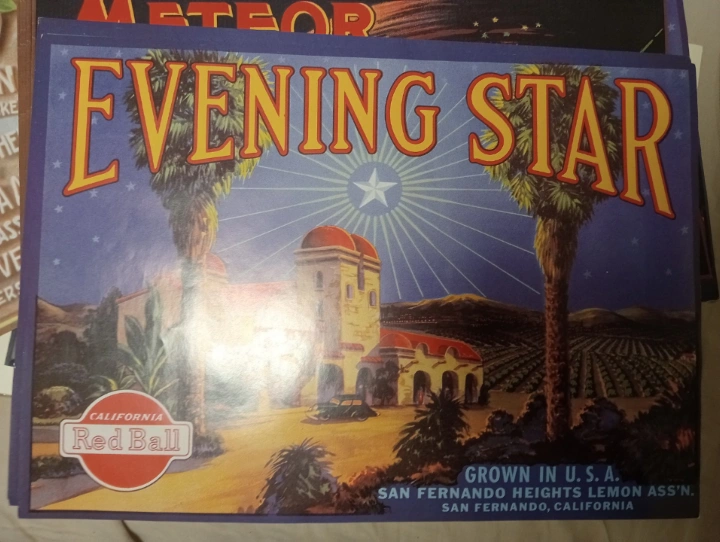 METEOR
EVENING STAR
CALIFORNIA
Red Ball
GROWN IN U.S.A.
SAN FERNANDO HEIGHTS LEMON ASS'N.
SAN FERNANDO, CALIFORNIA